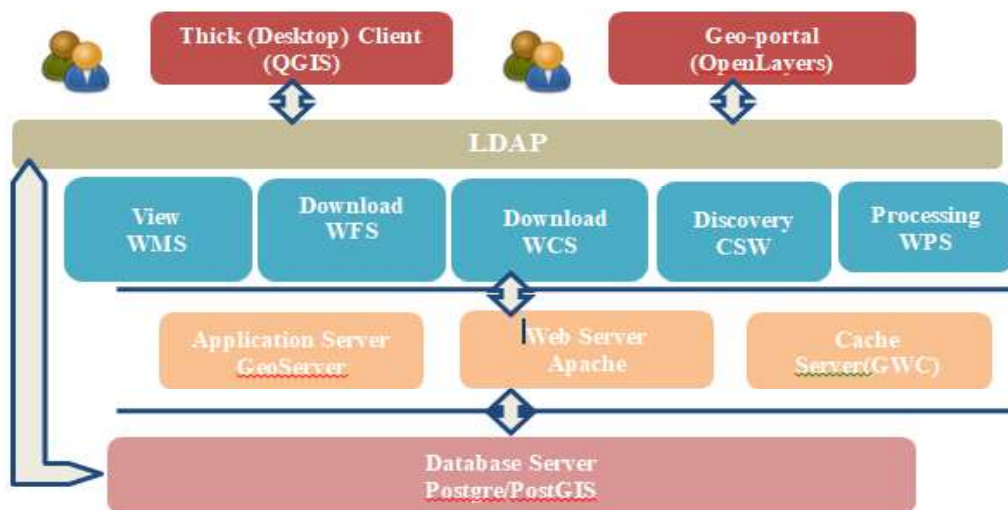 Thick (Desktop) Client
(QGIS)
Geo-portal
(OpenLayers)
LDAP
View
WMS
Download
WFS
Download
WCS
Discovery
CSW
Processing
WPS
Application Server
GeoServer
Web Server
Apache
Cache
Server(GWC)
Database Server
Postgre/PostGIS